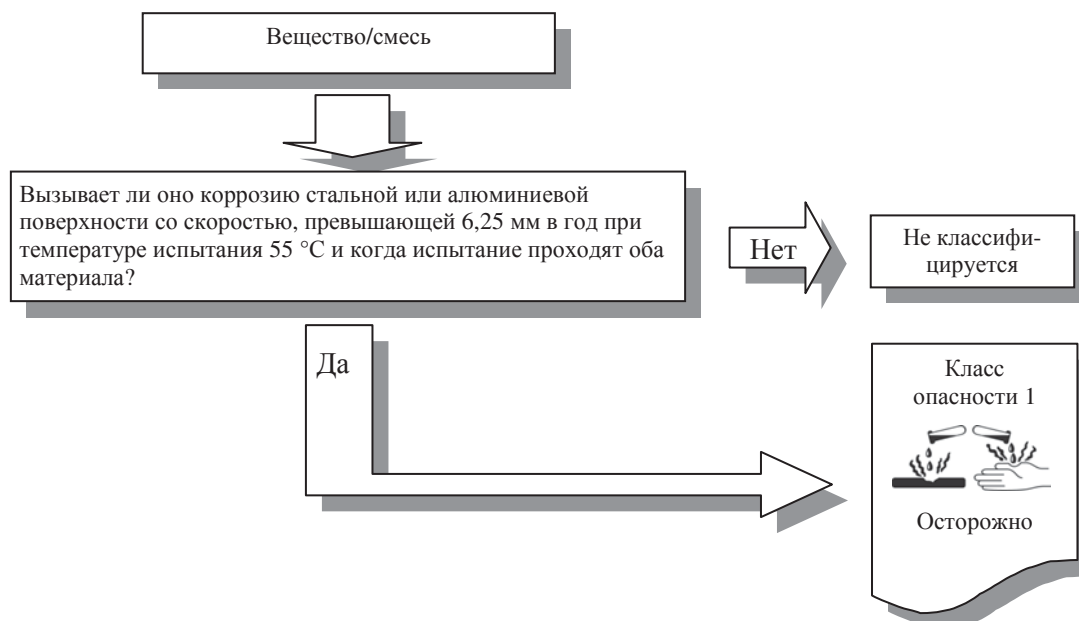 Вещество/смесь
Вызывает ли оно коррозию стальной или алюминиевой
поверхности со скоростью, превышающей 6,25 мм в год при
температуре испытания 55 °C и когда испытание проходят оба
материала?
Нет
Не классифи-
цируется
Да
Класс
опасности 1
Осторожно